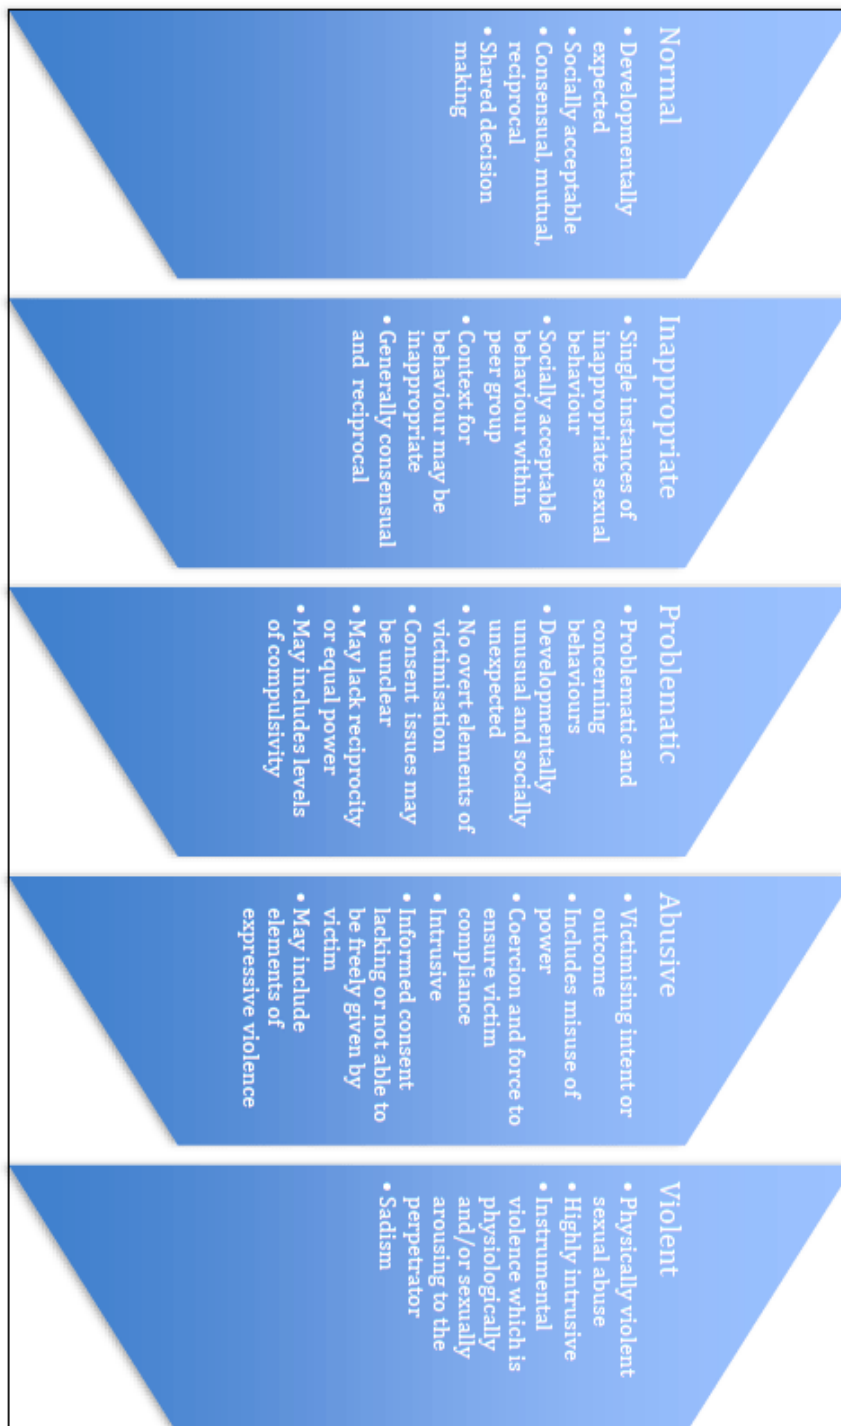 Normal
• Developmentally
expected
• Socially acceptable
• Consensual, mutual,
reciprocal
• Shared decision
making
Inappropriate
• Single instances of
inappropriate sexual
behaviour
• Socially acceptable
behaviour within
peer group
• Context for
behaviour may be
inappropriate
• Generally consensual
and reciprocal
Problematic
• Problematic and
concerning
behaviours
• Developmentally
unusual and socially
unexpected
• No overt elements of
victimisation
• Consent issues may
be unclear
• May lack reciprocity
or equal power
• May includes levels
of compulsivity
Abusive
• Victimising intent or
outcome
• Includes misuse of
power
• Coercion and force to
ensure victim
compliance
• Intrusive
• Informed consent
lacking or not able to
be freely given by
victim
• May include
elements of
expressive violence
Violent
• Physically violent
sexual abuse
• Highly intrusive
• Instrumental
violence which is
physiologically
and/or sexually
arousing to the
perpetrator
• Sadism